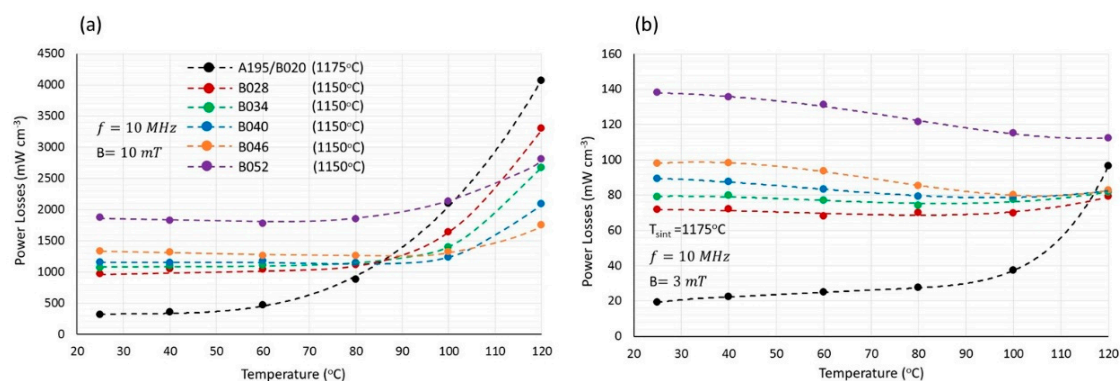 (a)
4500
4000
3500
3000
2500
2000
1500
1000
500
0
Power Losses (mW cm⁻³)
A195/B020 (1175°C)
B028 (1150°C)
B034 (1150°C)
B040 (1150°C)
B046 (1150°C)
B052 (1150°C)
f = 10 MHz
B= 10 mT
20 30 40 50 60 70 80 90 100 110 120
Temperature (°C)
(b)
160
140
120
100
80
60
40
20
0
Power Losses (mW cm⁻³)
T_sint =1175°C
f = 10 MHz
B= 3 mT
20 30 40 50 60 70 80 90 100 110 120
Temperature (°C)